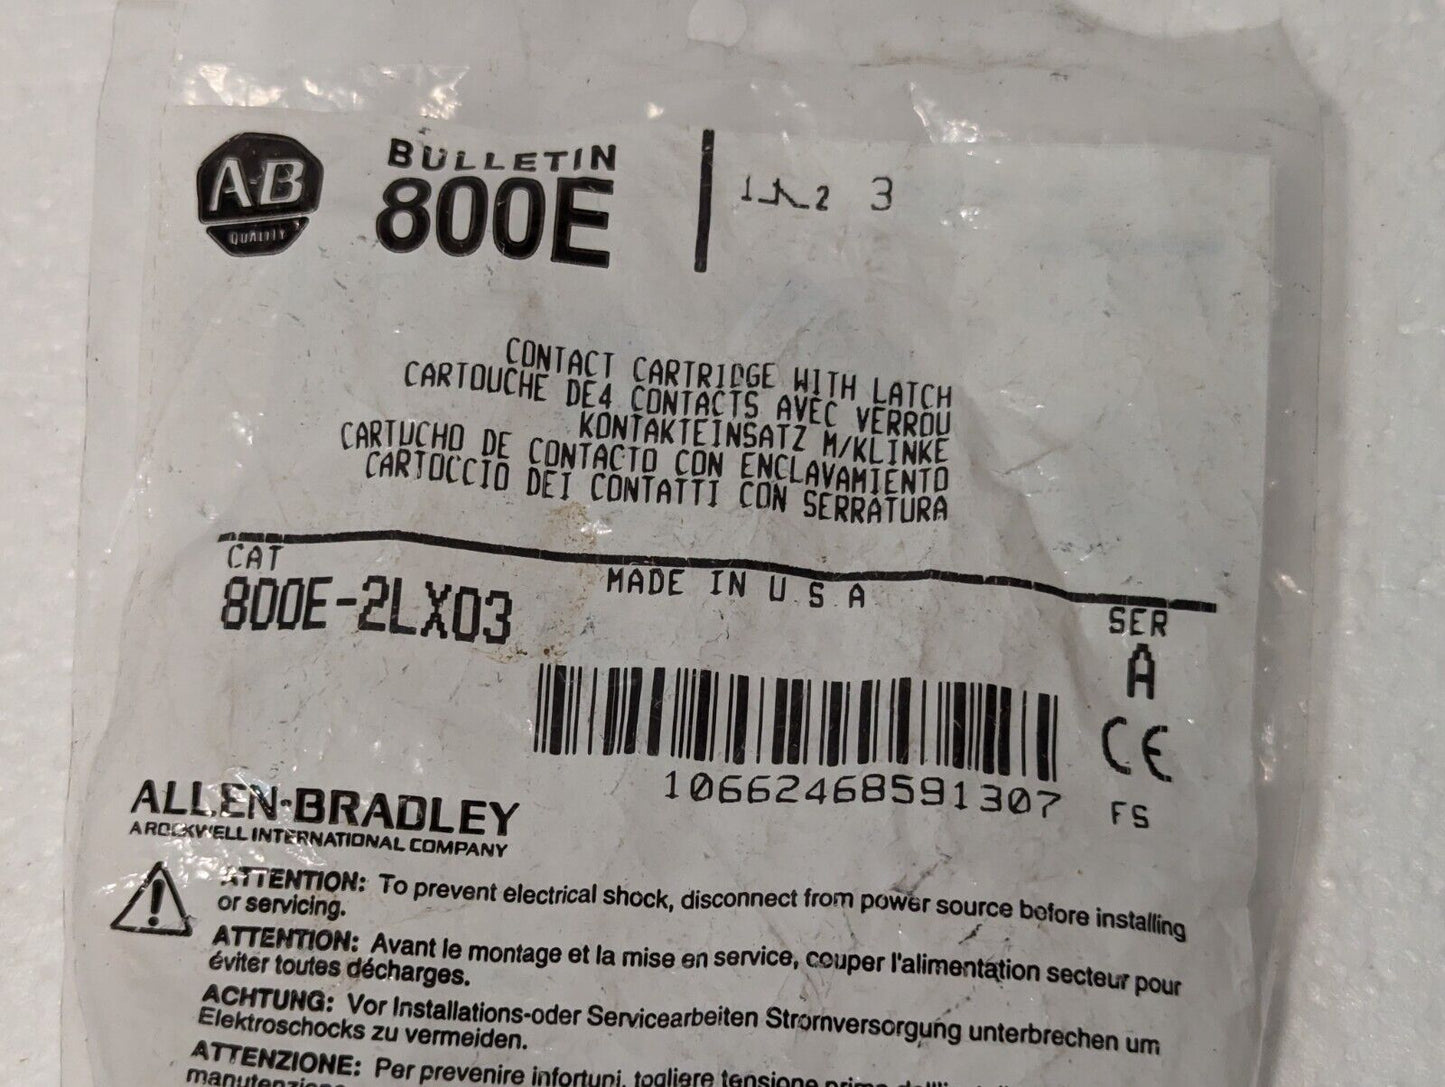 A-B
QUALITY
BULLETIN
800E
1 2 3
CONTACT CARTRIDGE WITH LATCH
CARTOUCHE DE4 CONTACTS AVEC VERROU
KONTAKTEINSATZ M/KLINKE
CARTUCHO DE CONTACTO CON ENCLAVAMIENTO
CARTOCCIO DEI CONTATTI CON SERRATURA
CAT
800E-2LX03
MADE IN U.S.A
SER
A
CE
FS
10662468591307
ALLEN-BRADLEY
A ROCKWELL INTERNATIONAL COMPANY
ATTENTION: To prevent electrical shock, disconnect from power source before installing
or servicing.
ATTENTION: Avant le montage et la mise en service, couper l'alimentation secteur pour
éviter toutes décharges.
ACHTUNG: Vor Installations-oder Servicearbeiten Stromversorgung unterbrechen um
Elektroschocks zu vermeiden.
ATTENZIONE: Per prevenire infortuni, togliere tensione prima
manutenzione